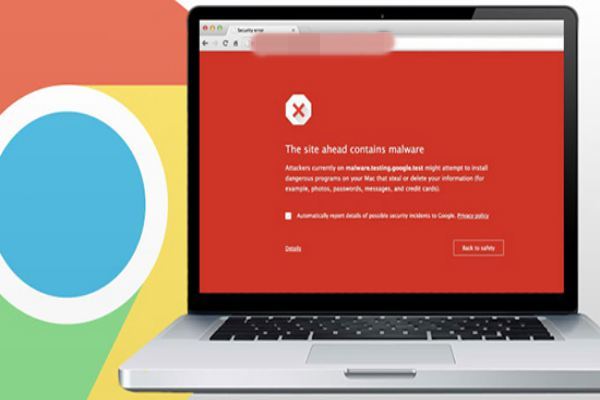 Security error
The site ahead contains malware
Attackers currently on malware.testing.google.test might attempt to install
dangerous programs on your Mac that steal or delete your information (for
example, photos, passwords, messages, and credit cards).
Automatically report details of possible security incidents to Google. Privacy policy
Details
Back to safety